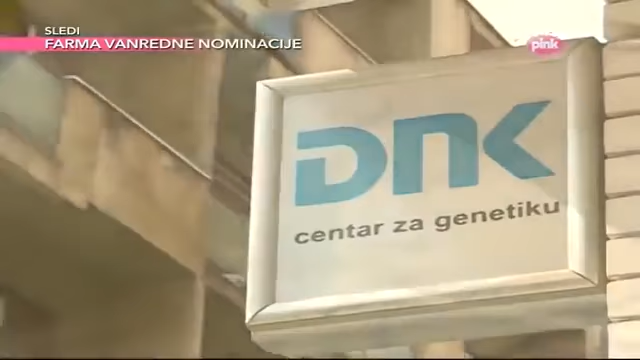 SLEDI
FARMA VANREDNE NOMINACIJE
pink
DNK
centar za genetiku